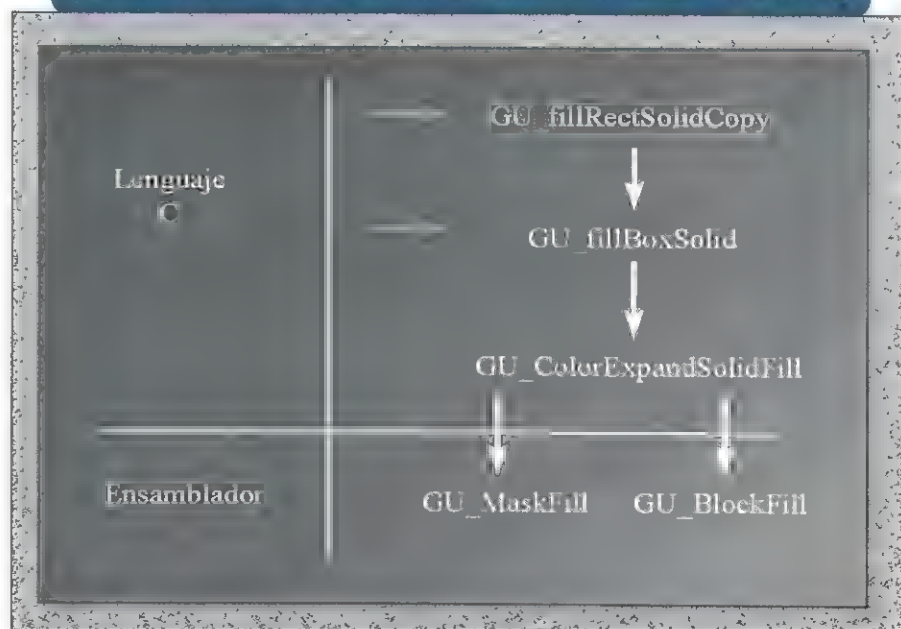 GU_fillRectSolidCopy
Lenguaje
C
GU_fillBoxSolid
GU_ColorExpandSolidFill
Ensamblador
GU_MaskFill
GU_BlockFill